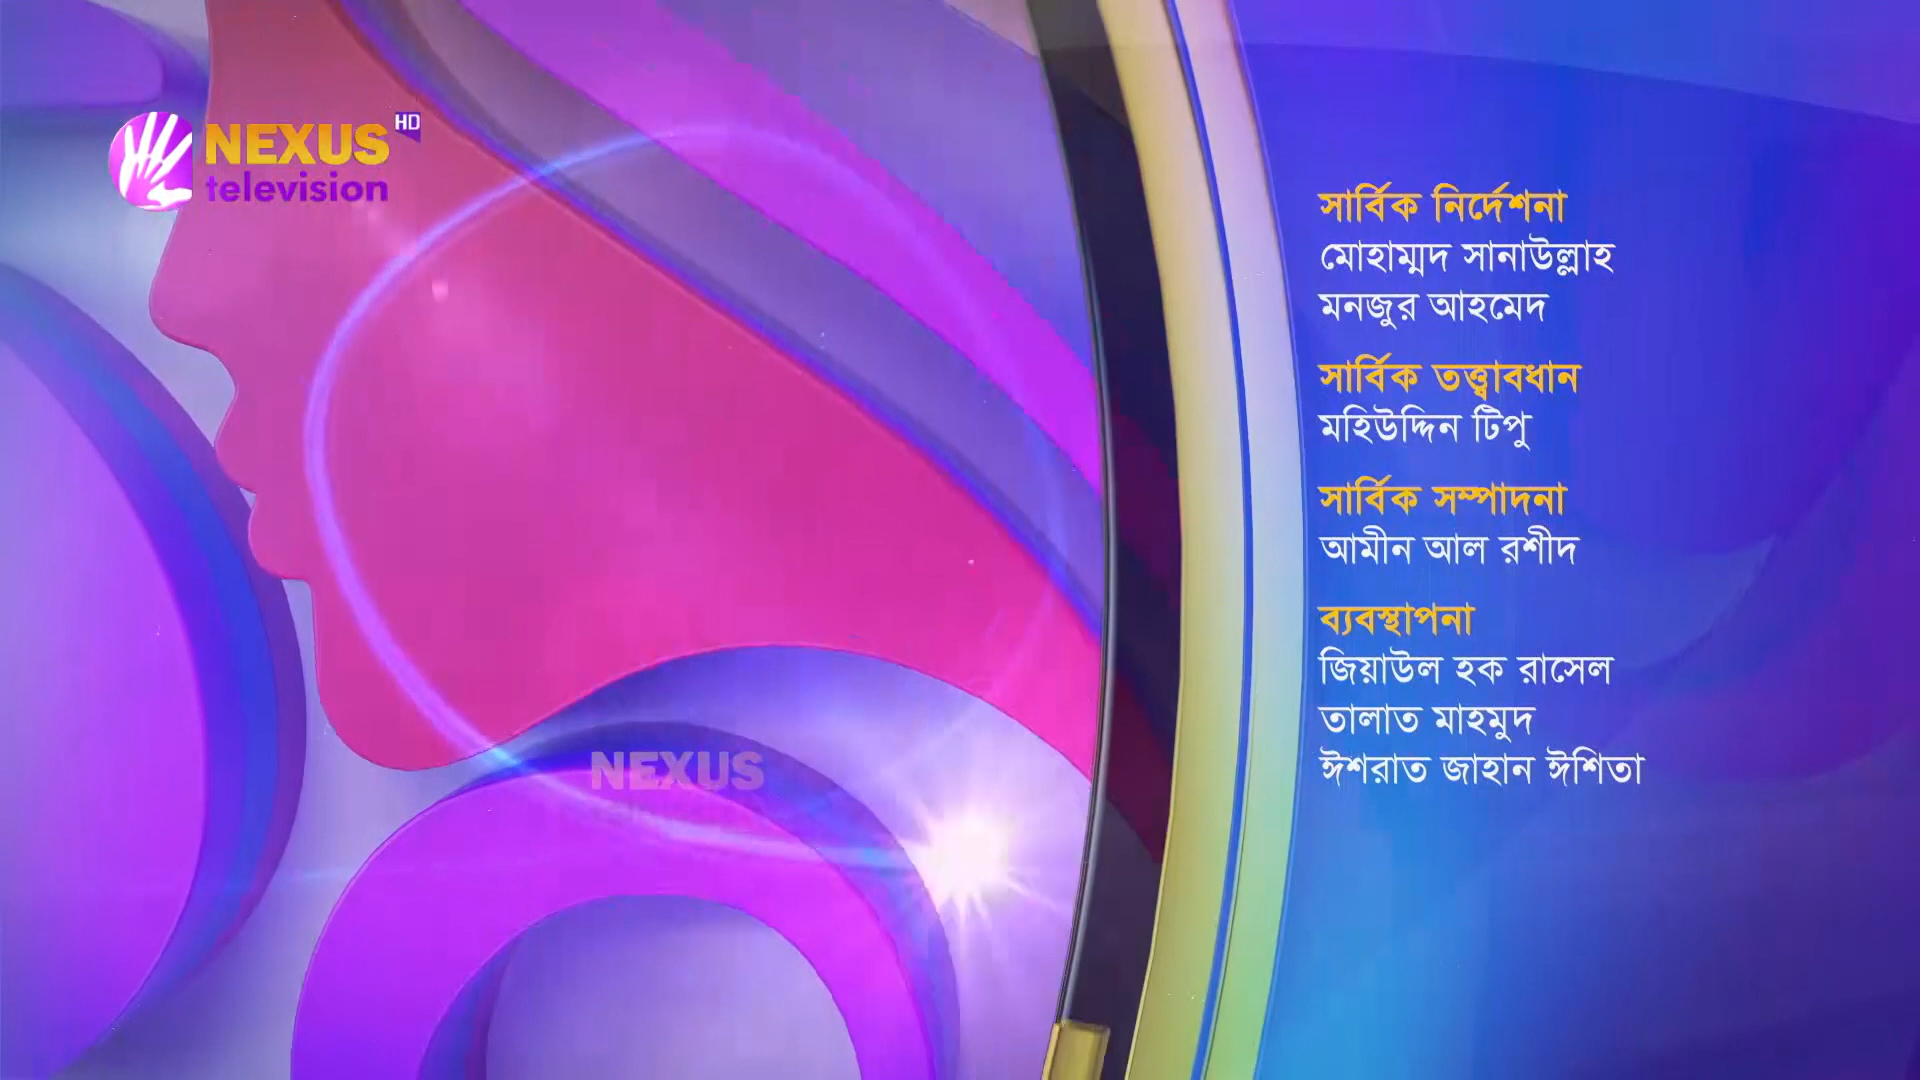 NEXUS HD
television
সার্বিক নির্দেশনা
মোহাম্মদ সানাউল্লাহ
মনজুর আহমেদ
সার্বিক তত্ত্বাবধান
মহিউদ্দিন টিপু
সার্বিক সম্পাদনা
আমীন আল রশীদ
ব্যবস্থাপনা
জিয়াউল হক রাসেল
তালাত মাহমুদ
ঈশরাত জাহান ঈশিতা
NEXUS